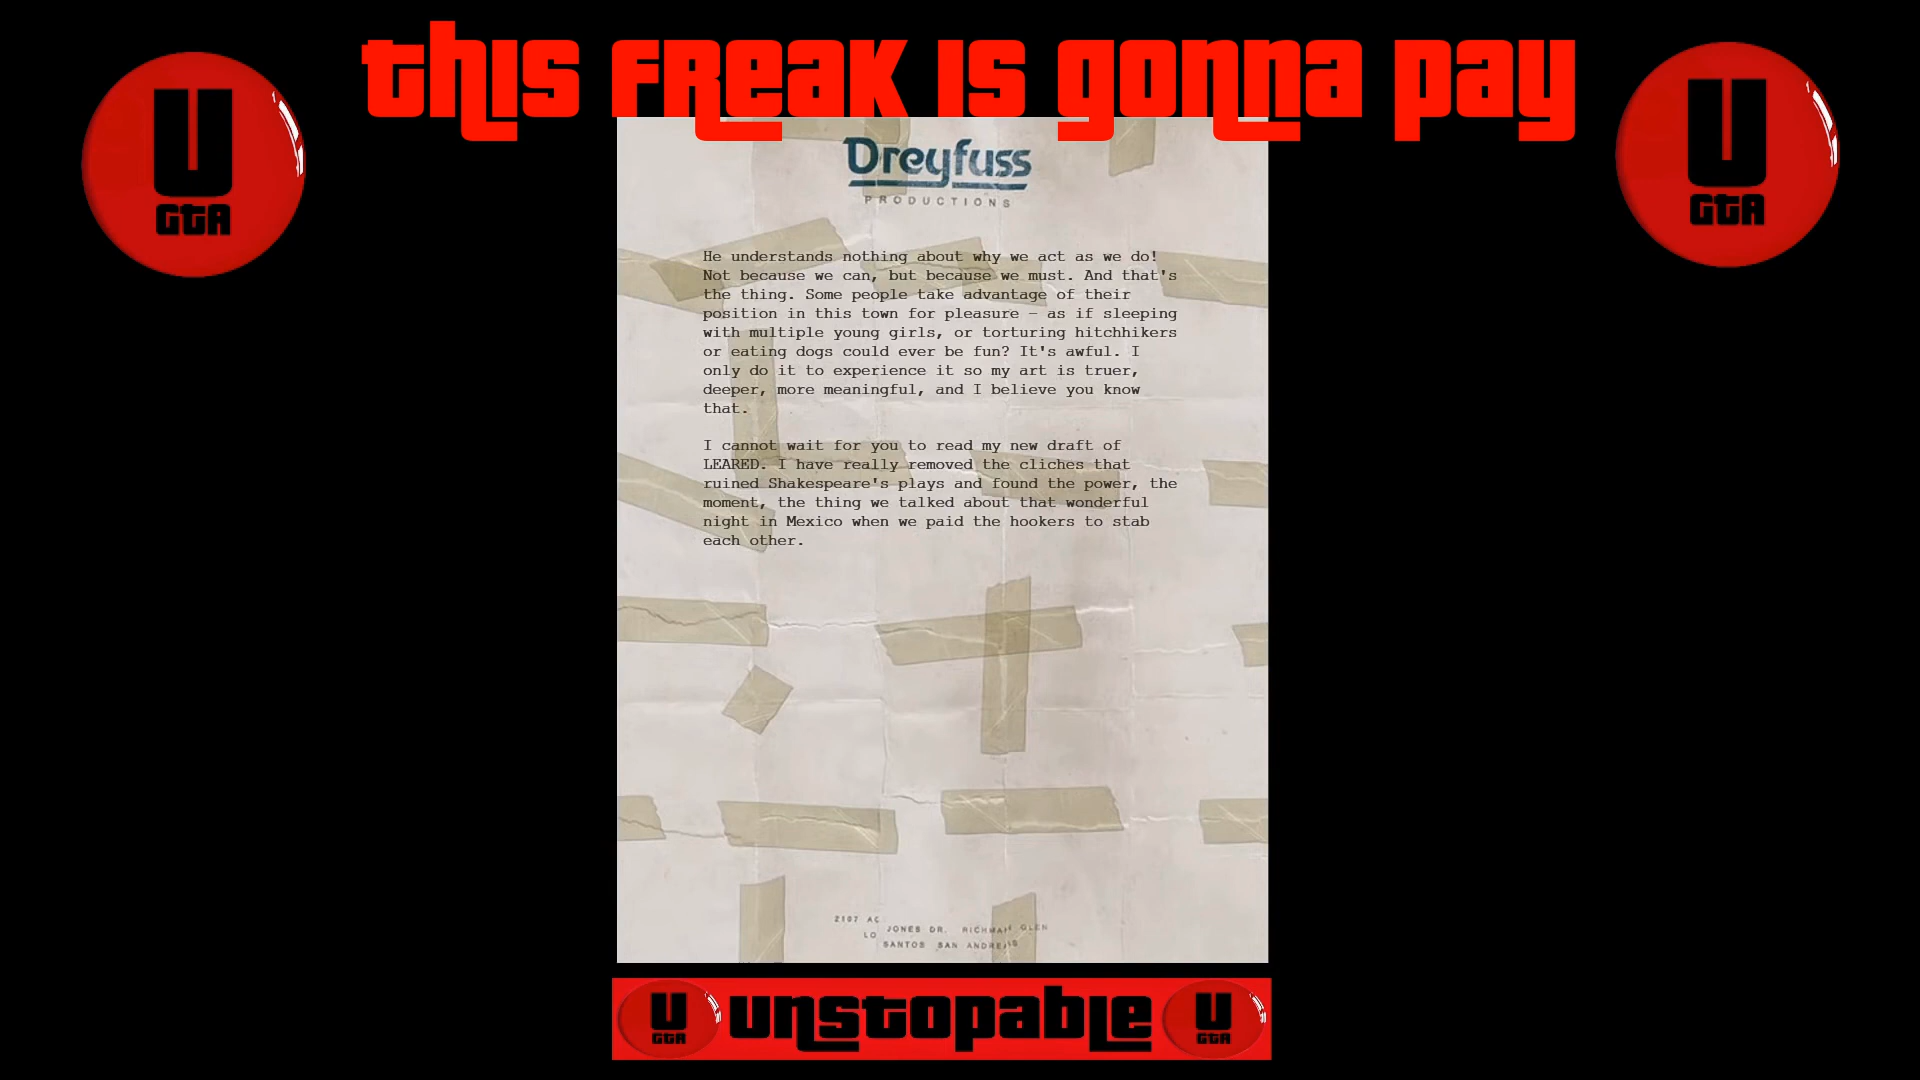 this freak is gonna pay
U
GTA
U
GTA
Dreyfuss
PRODUCTIONS
He understands nothing about why we act as we do!
Not because we can, but because we must. And that's
the thing. Some people take advantage of their
position in this town for pleasure – as if sleeping
with multiple young girls, or torturing hitchhikers
or eating dogs could ever be fun? It's awful. I
only do it to experience it so my art is truer,
deeper, more meaningful, and I believe you know
that.
I cannot wait for you to read my new draft of
LEARED. I have really removed the cliches that
ruined Shakespeare's plays and found the power, the
moment, the thing we talked about that wonderful
night in Mexico when we paid the hookers to stab
each other.
2107 AC JONES DR. RICHMAN GLEN
LO SANTOS SAN ANDREAS
U
GTA
unstopable
U
GTA